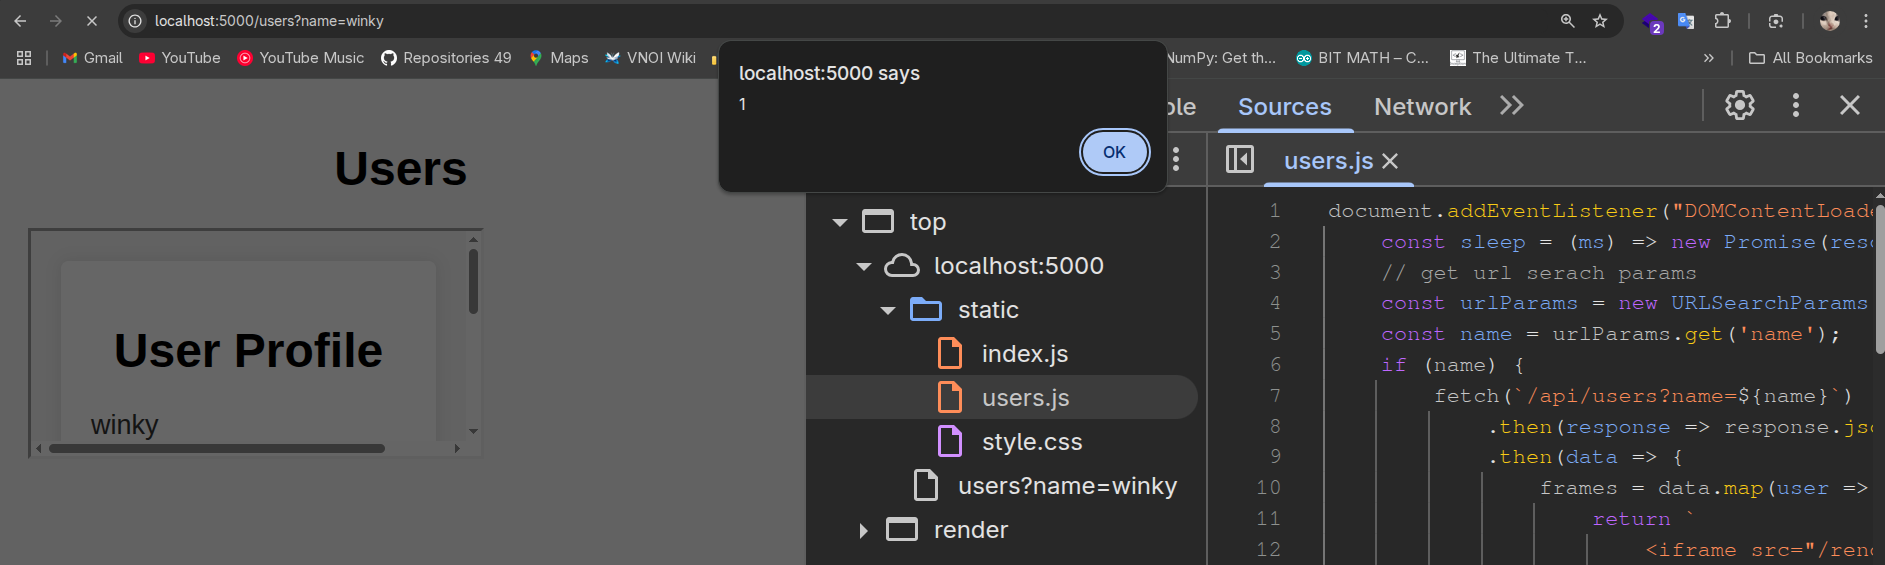 localhost:5000/users?name=winky
2
Gmail YouTube YouTube Music Repositories 49 Maps VNOI Wiki NumPy: Get th... BIT MATH – C... The Ultimate T... » All Bookmarks
localhost:5000 says
1
OK
Sources Network
users.js
Users
User Profile
winky
top
localhost:5000
static
index.js
users.js
style.css
users?name=winky
render
1 document.addEventListener("DOMContentLoade
2 const sleep = (ms) => new Promise(reso
3 // get url serach params
4 const urlParams = new URLSearchParams
5 const name = urlParams.get('name');
6 if (name) {
7 fetch(`/api/users?name=${name}`)
8 .then(response => response.jso
9 .then(data => {
10 frames = data.map(user =>
11 return `
12 <iframe src="/ren